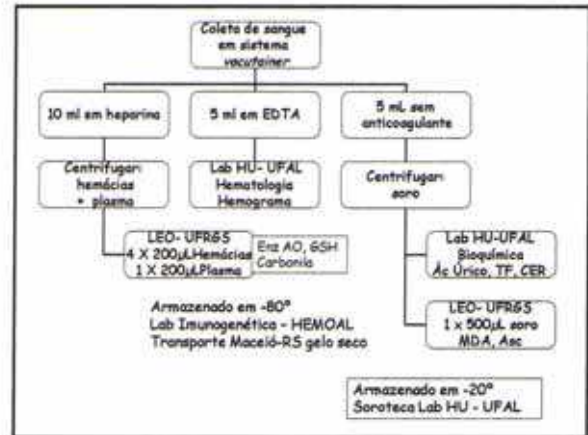 Coleta de sangue
em sistema
vacutainer
10 ml em heparina
5 ml em EDTA
5 mL sem
anticoagulante
Centrifugar:
hemácias
+ plasma
Lab HU- UFAL
Hematologia
Hemograma
Centrifugar:
soro
LEO- UFRGS
4 X 200µLHemácias
1 X 200µLPlasma
Enz AO, GSH
Carbonila
Lab HU-UFAL
Bioquímica
Ác Úrico, TF, CER
Armazenado em -80º
Lab Imunogenética - HEMOAL
Transporte Maceió-RS gelo seco
LEO- UFRGS
1 x 500µL soro
MDA, Asc
Armazenado em -20º
Soroteca Lab HU - UFAL